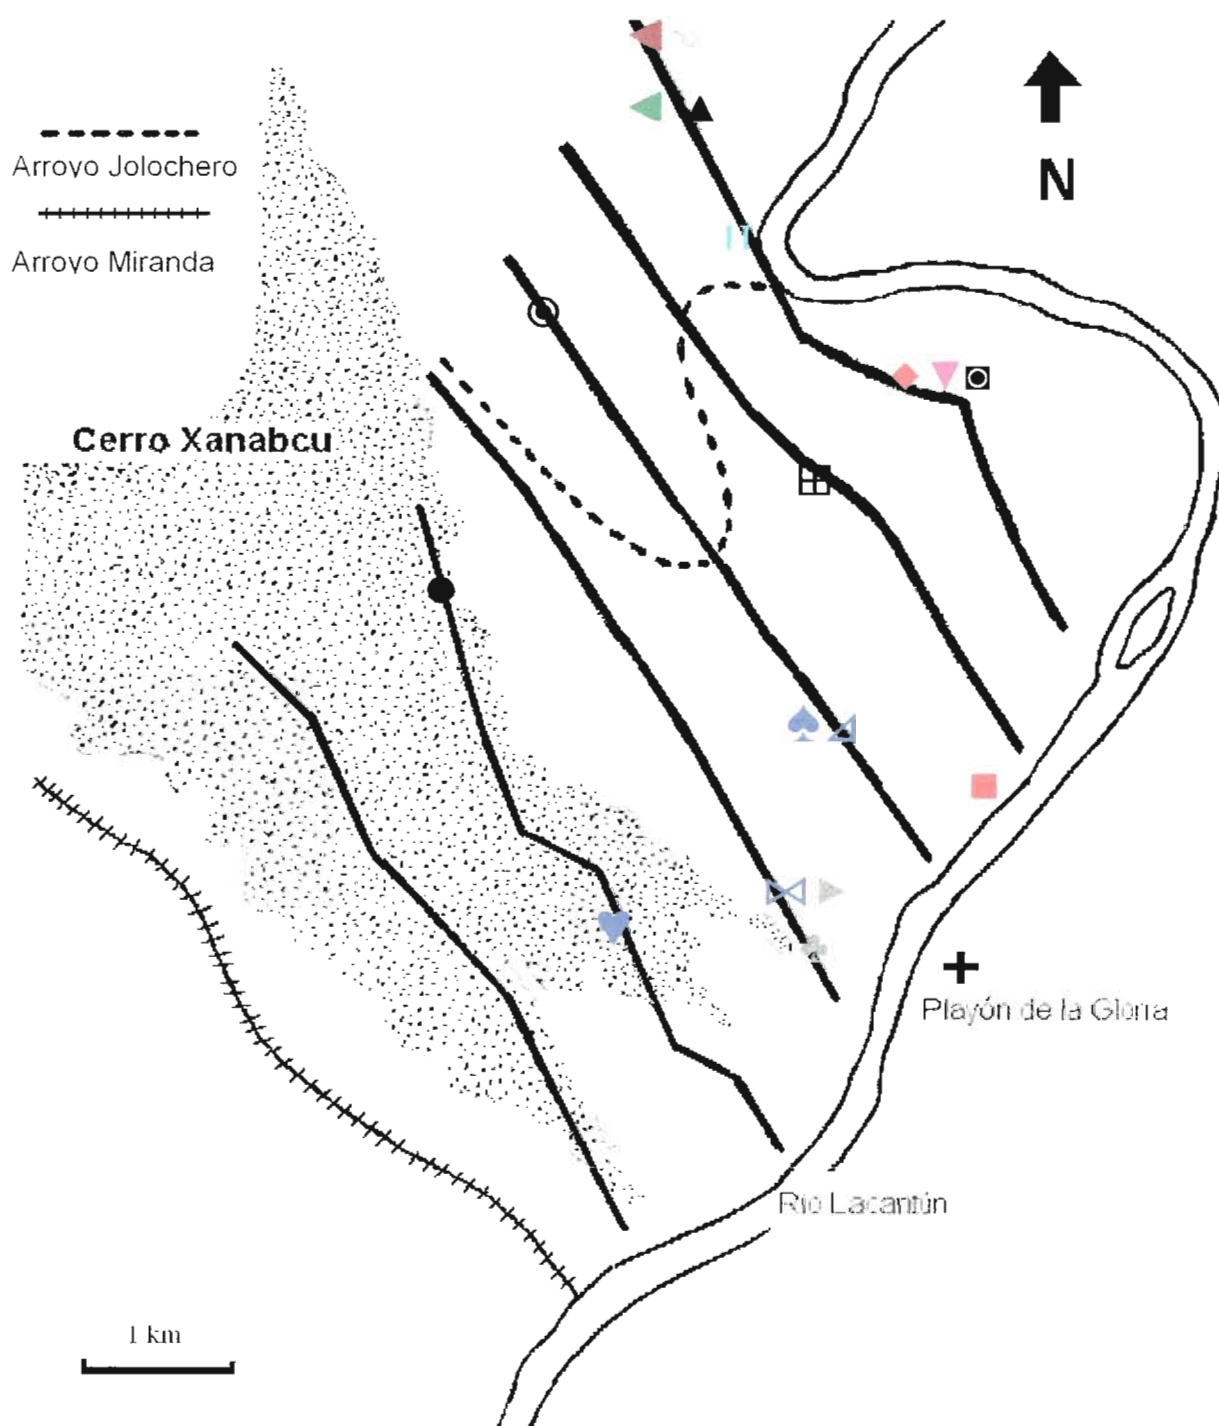 Arroyo Jolochero
N
Arroyo Miranda
Cerro Xanabcu
Playón de la Gloria
Río Lacantún
1 km